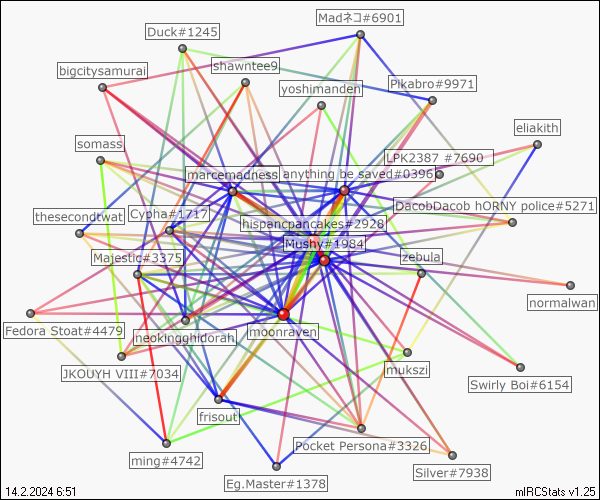 Madネコ#6901
Duck#1245
shawntee9
bigcitysamurai
yoshimanden
Pikabro#9971
eliakith
somass
LPK2387 #7690
marcemadness
anything be saved#0396
DacobDacob hORNY police#5271
thesecondtwat
Cypha#1717
hispancpancakes#2928
Mushy#1984
Majestic#3375
zebula
normalwan
Fedora Stoat#4479
neokingghidorah
moonraven
JKOUYH VIII#7034
mukszi
Swirly Boi#6154
frisout
Pocket Persona#3326
ming#4742
Silver#7938
Eg.Master#1378
14.2.2024 6:51
mIRCStats v1.25